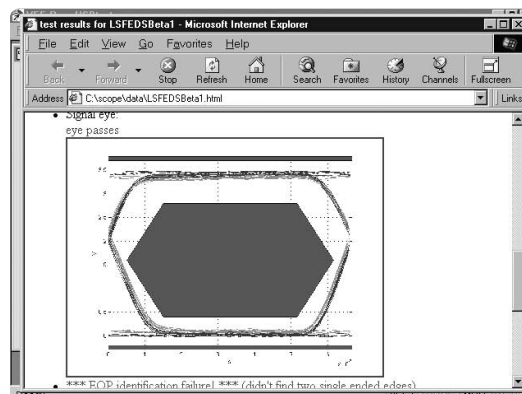 test results for LSFEDSBeta1 - Microsoft Internet Explorer
File Edit View Go Favorites Help
Back Forward Stop Refresh Home Search Favorites History Channels Fullscreen
Address C:\scope\data\LSFEDSBeta1.html Links
• Signal eye:
eye passes
• *** EOP identification failure! *** (didn't find two single ended edges)